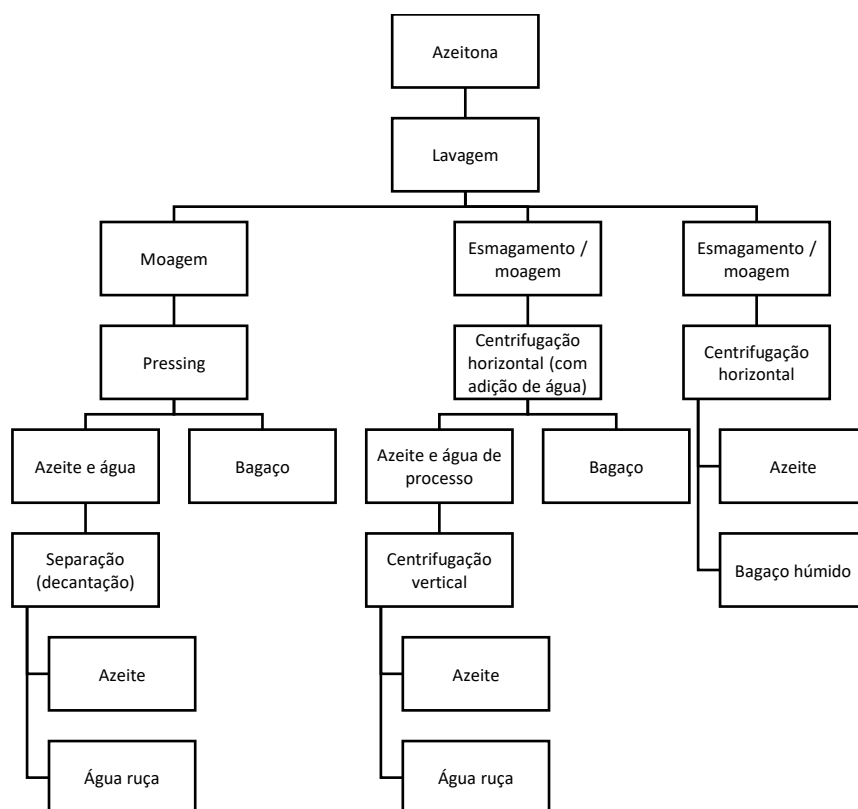 Azeitona
Lavagem
Moagem
Esmagamento /
moagem
Esmagamento /
moagem
Pressing
Centrifugação
horizontal (com
adição de água)
Centrifugação
horizontal
Azeite e água
Bagaço
Azeite e água de
processo
Bagaço
Azeite
Separação
(decantação)
Centrifugação
vertical
Bagaço húmido
Azeite
Azeite
Água ruça
Água ruça